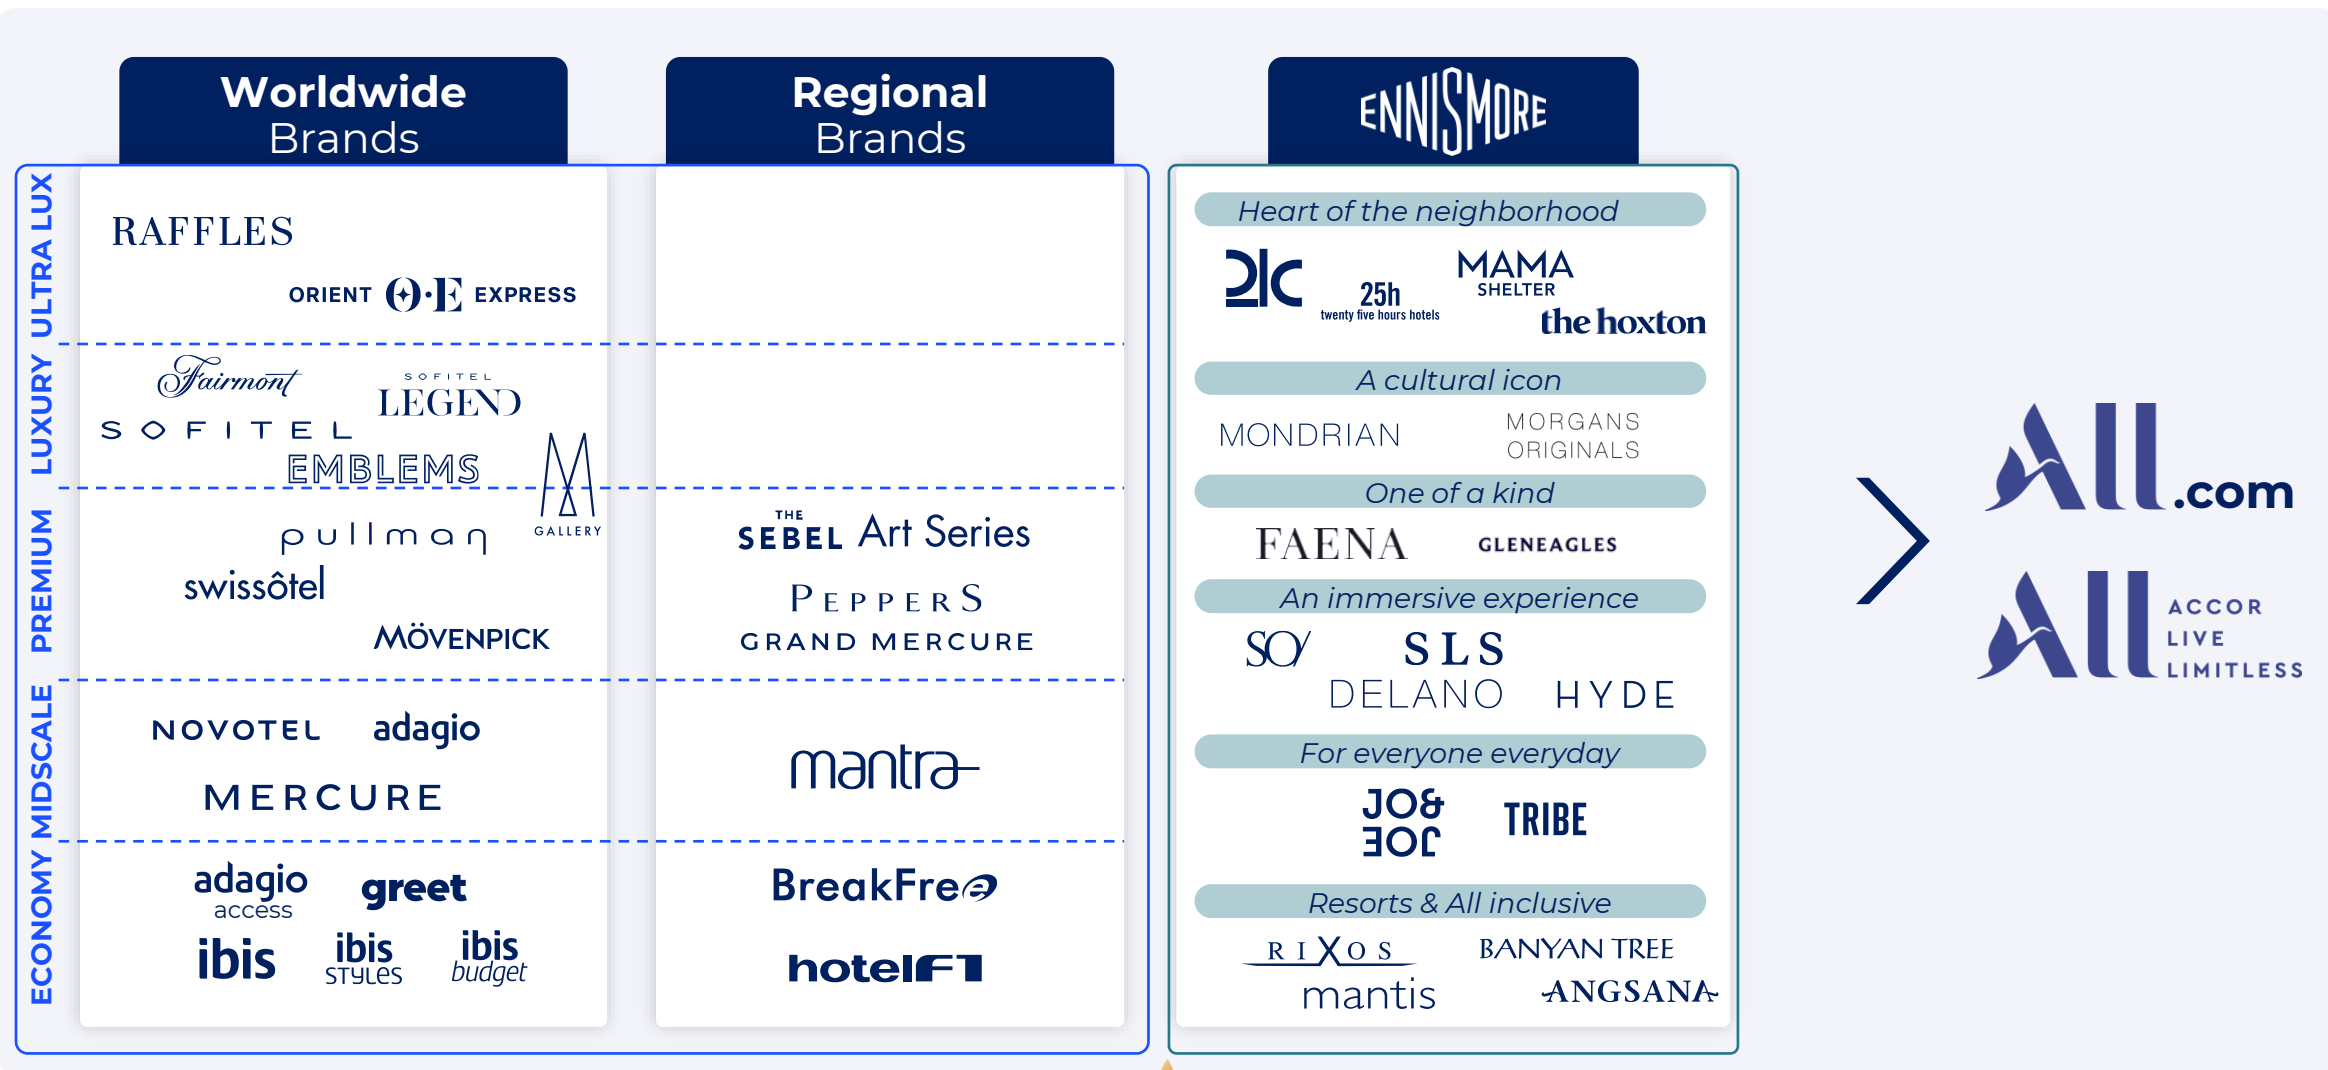 Worldwide
Brands
Regional
Brands
ENNISMORE
ULTRA LUX
RAFFLES
ORIENT O·E EXPRESS
LUXURY
Fairmont
SOFITEL
LEGEND
SOFITEL
EMBLEMS
M
GALLERY
PREMIUM
pullman
swissôtel
MÖVENPICK
THE
SEBEL
Art Series
PEPPERS
GRAND MERCURE
MIDSCALE
NOVOTEL
adagio
MERCURE
mantra
ECONOMY
adagio
access
greet
ibis
ibis
STYLES
ibis
budget
BreakFree
hotelF1
Heart of the neighborhood
21c
25h
twenty five hours hotels
MAMA
SHELTER
the hoxton
A cultural icon
MONDRIAN
MORGANS
ORIGINALS
One of a kind
FAENA
GLENEAGLES
An immersive experience
SO/
SLS
DELANO
HYDE
For everyone everyday
JO&
JOE
TRIBE
Resorts & All inclusive
RIXOS
BANYAN TREE
mantis
ANGSANA
All.com
All
ACCOR
LIVE
LIMITLESS